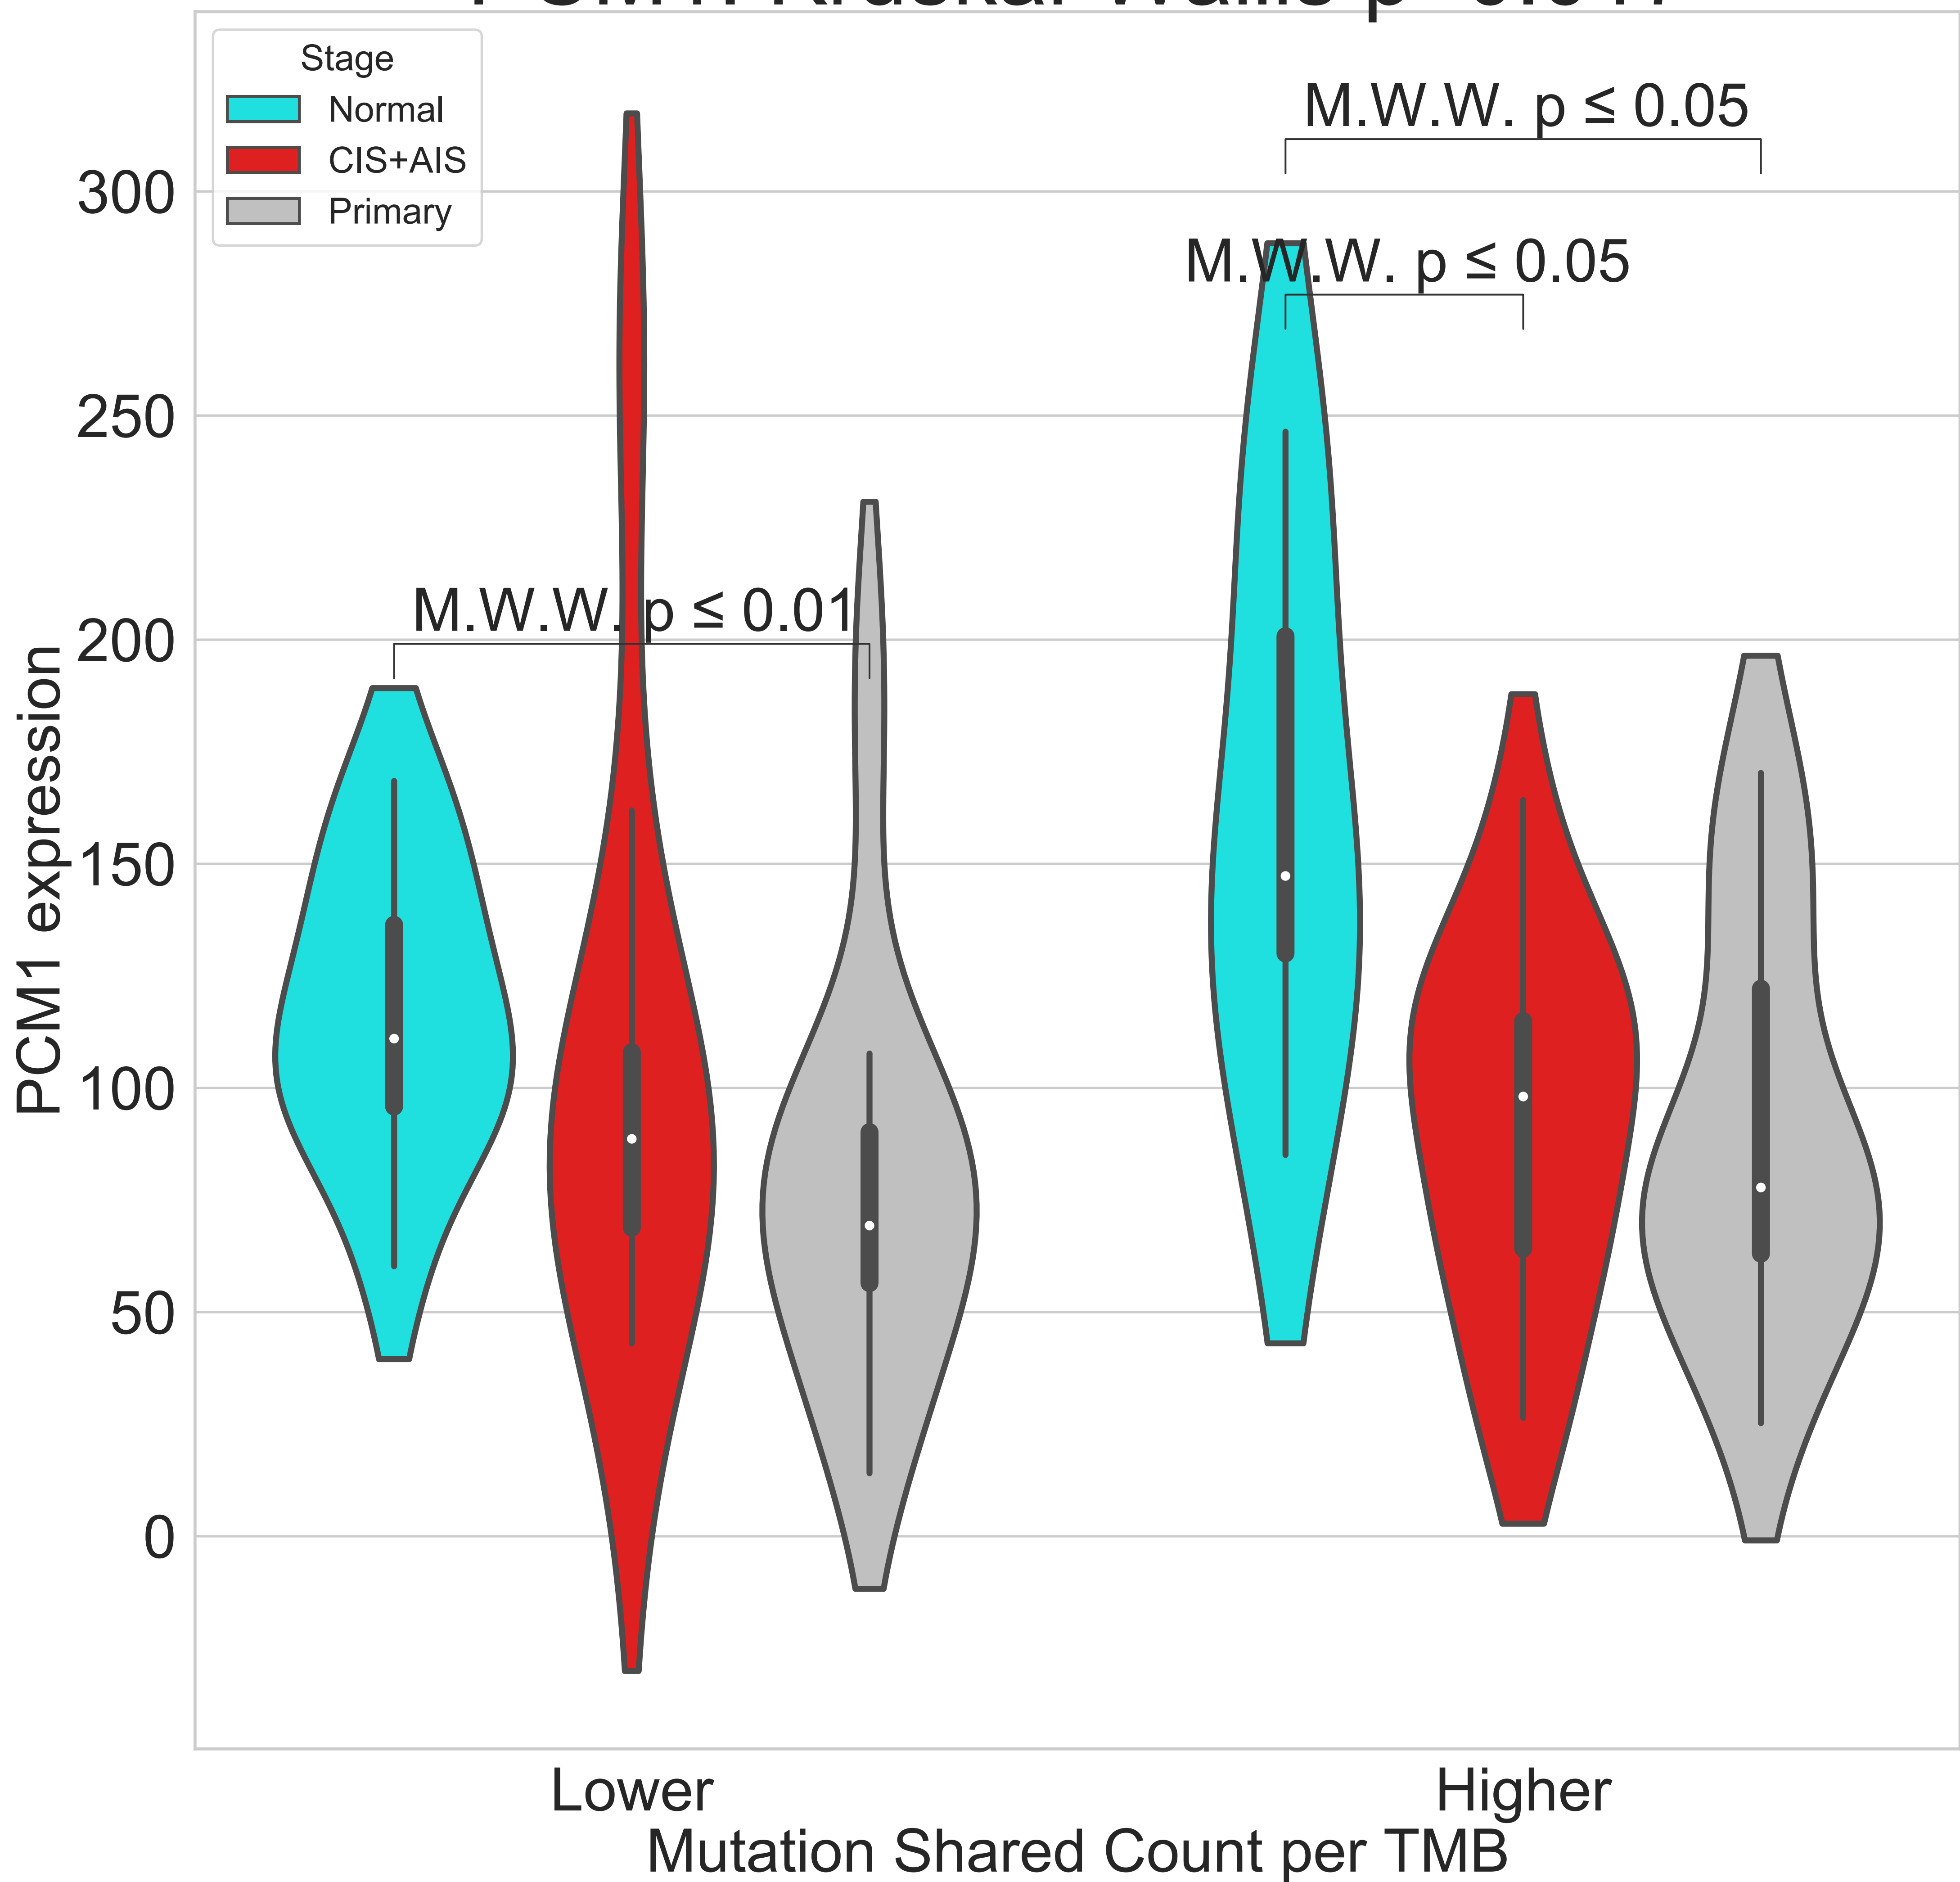 Stage
Normal
CIS+AIS
Primary
M.W.W. p ≤ 0.05
M.W.W. p ≤ 0.05
M.W.W. p ≤ 0.01
300
250
200
150
100
50
0
PCM1 expression
Lower
Higher
Mutation Shared Count per TMB